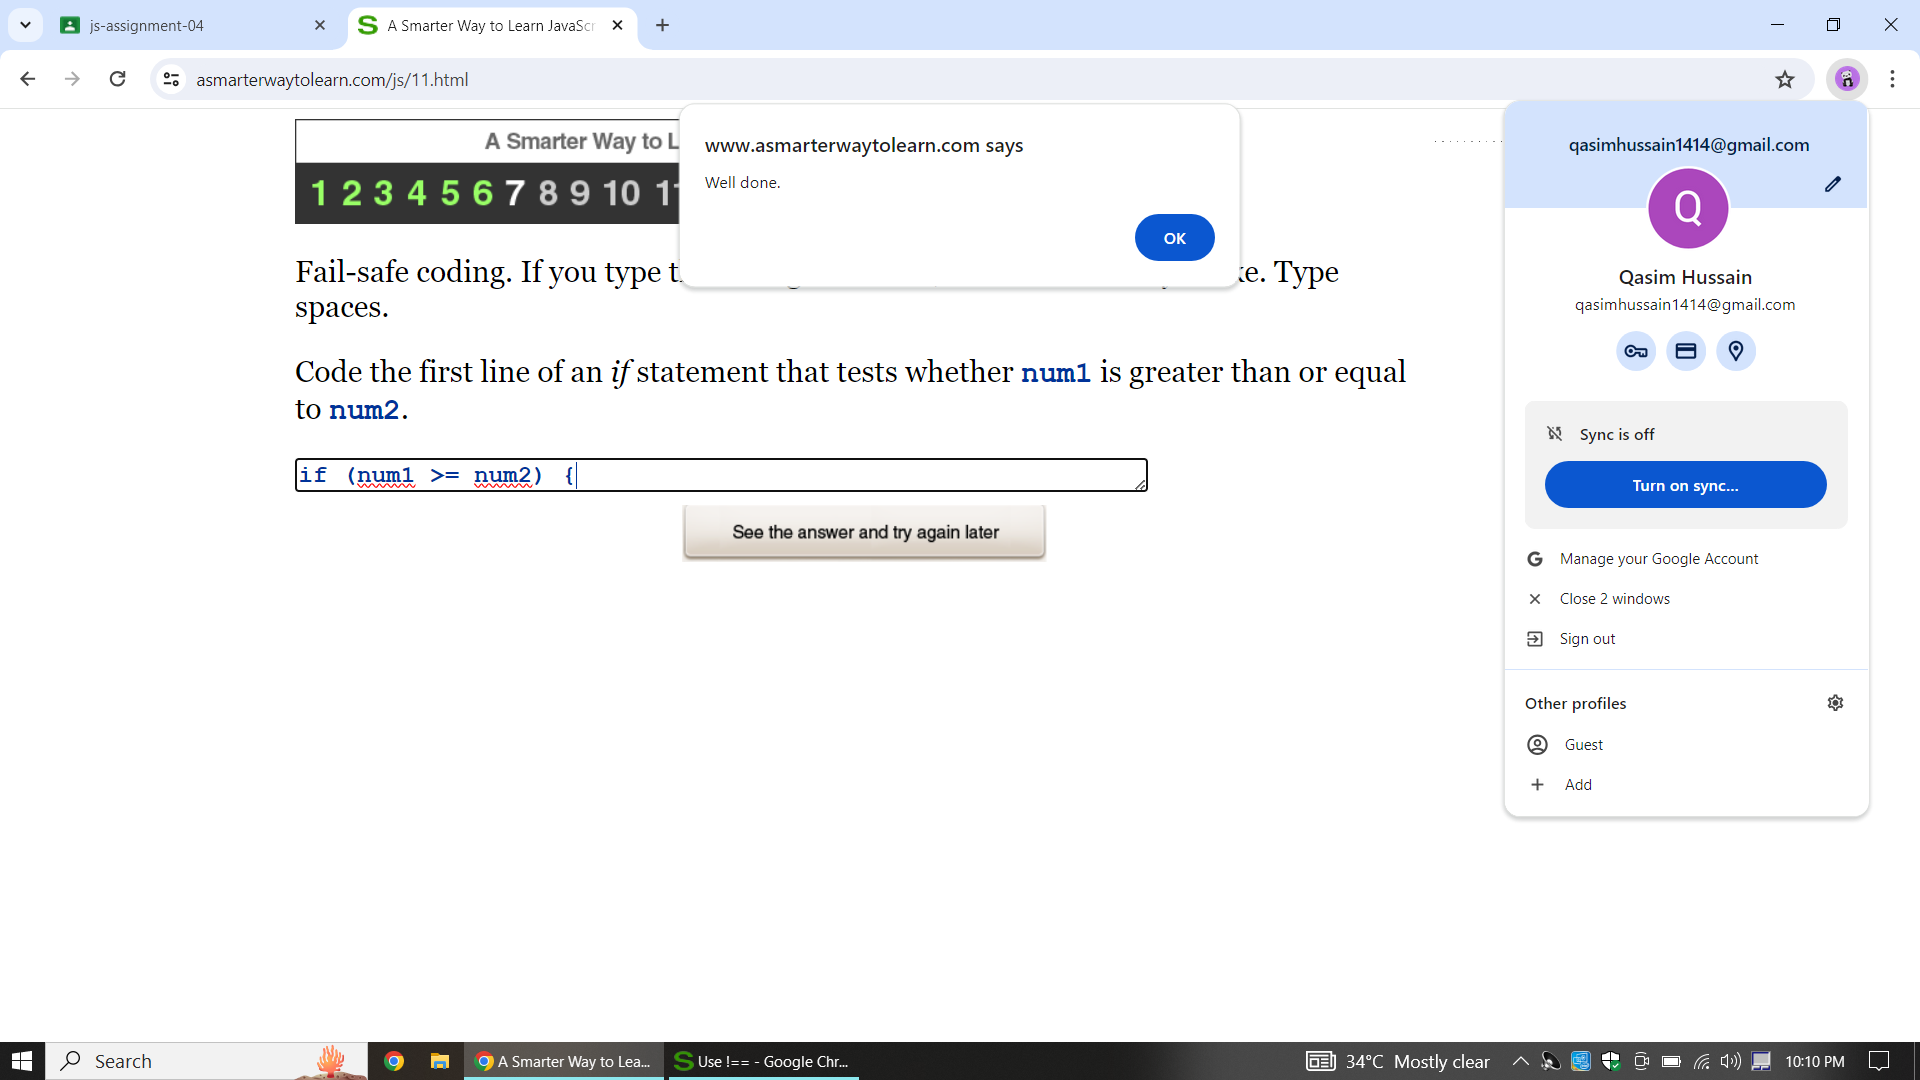 js-assignment-04
A Smarter Way to Learn JavaScr
asmarterwaytolearn.com/js/11.html
A Smarter Way to L
1 2 3 4 5 6 7 8 9 10
www.asmarterwaytolearn.com says
Well done.
OK
Fail-safe coding. If you type
Type
spaces.
Code the first line of an if statement that tests whether num1 is greater than or equal
to num2.
if (num1 >= num2) {
See the answer and try again later
qasimhussain1414@gmail.com
Q
Qasim Hussain
qasimhussain1414@gmail.com
Sync is off
Turn on sync...
Manage your Google Account
Close 2 windows
Sign out
Other profiles
Guest
Add
Search
A Smarter Way to Lea...
Use !== - Google Chr...
34°C Mostly clear
10:10 PM